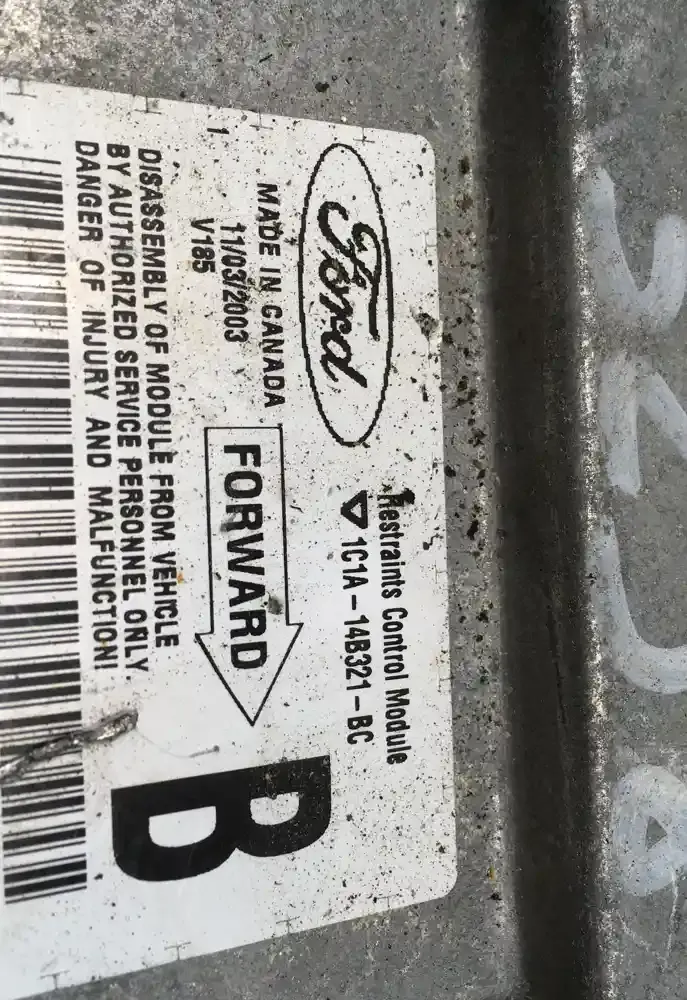 Ford
Restraints Control Module
1C1A-14B321-BC
MADE IN CANADA
11/03/2003
V185
FORWARD
B
1
DISASSEMBLY OF MODULE FROM VEHICLE
BY AUTHORIZED SERVICE PERSONNEL ONLY.
DANGER OF INJURY AND MALFUNCTION!